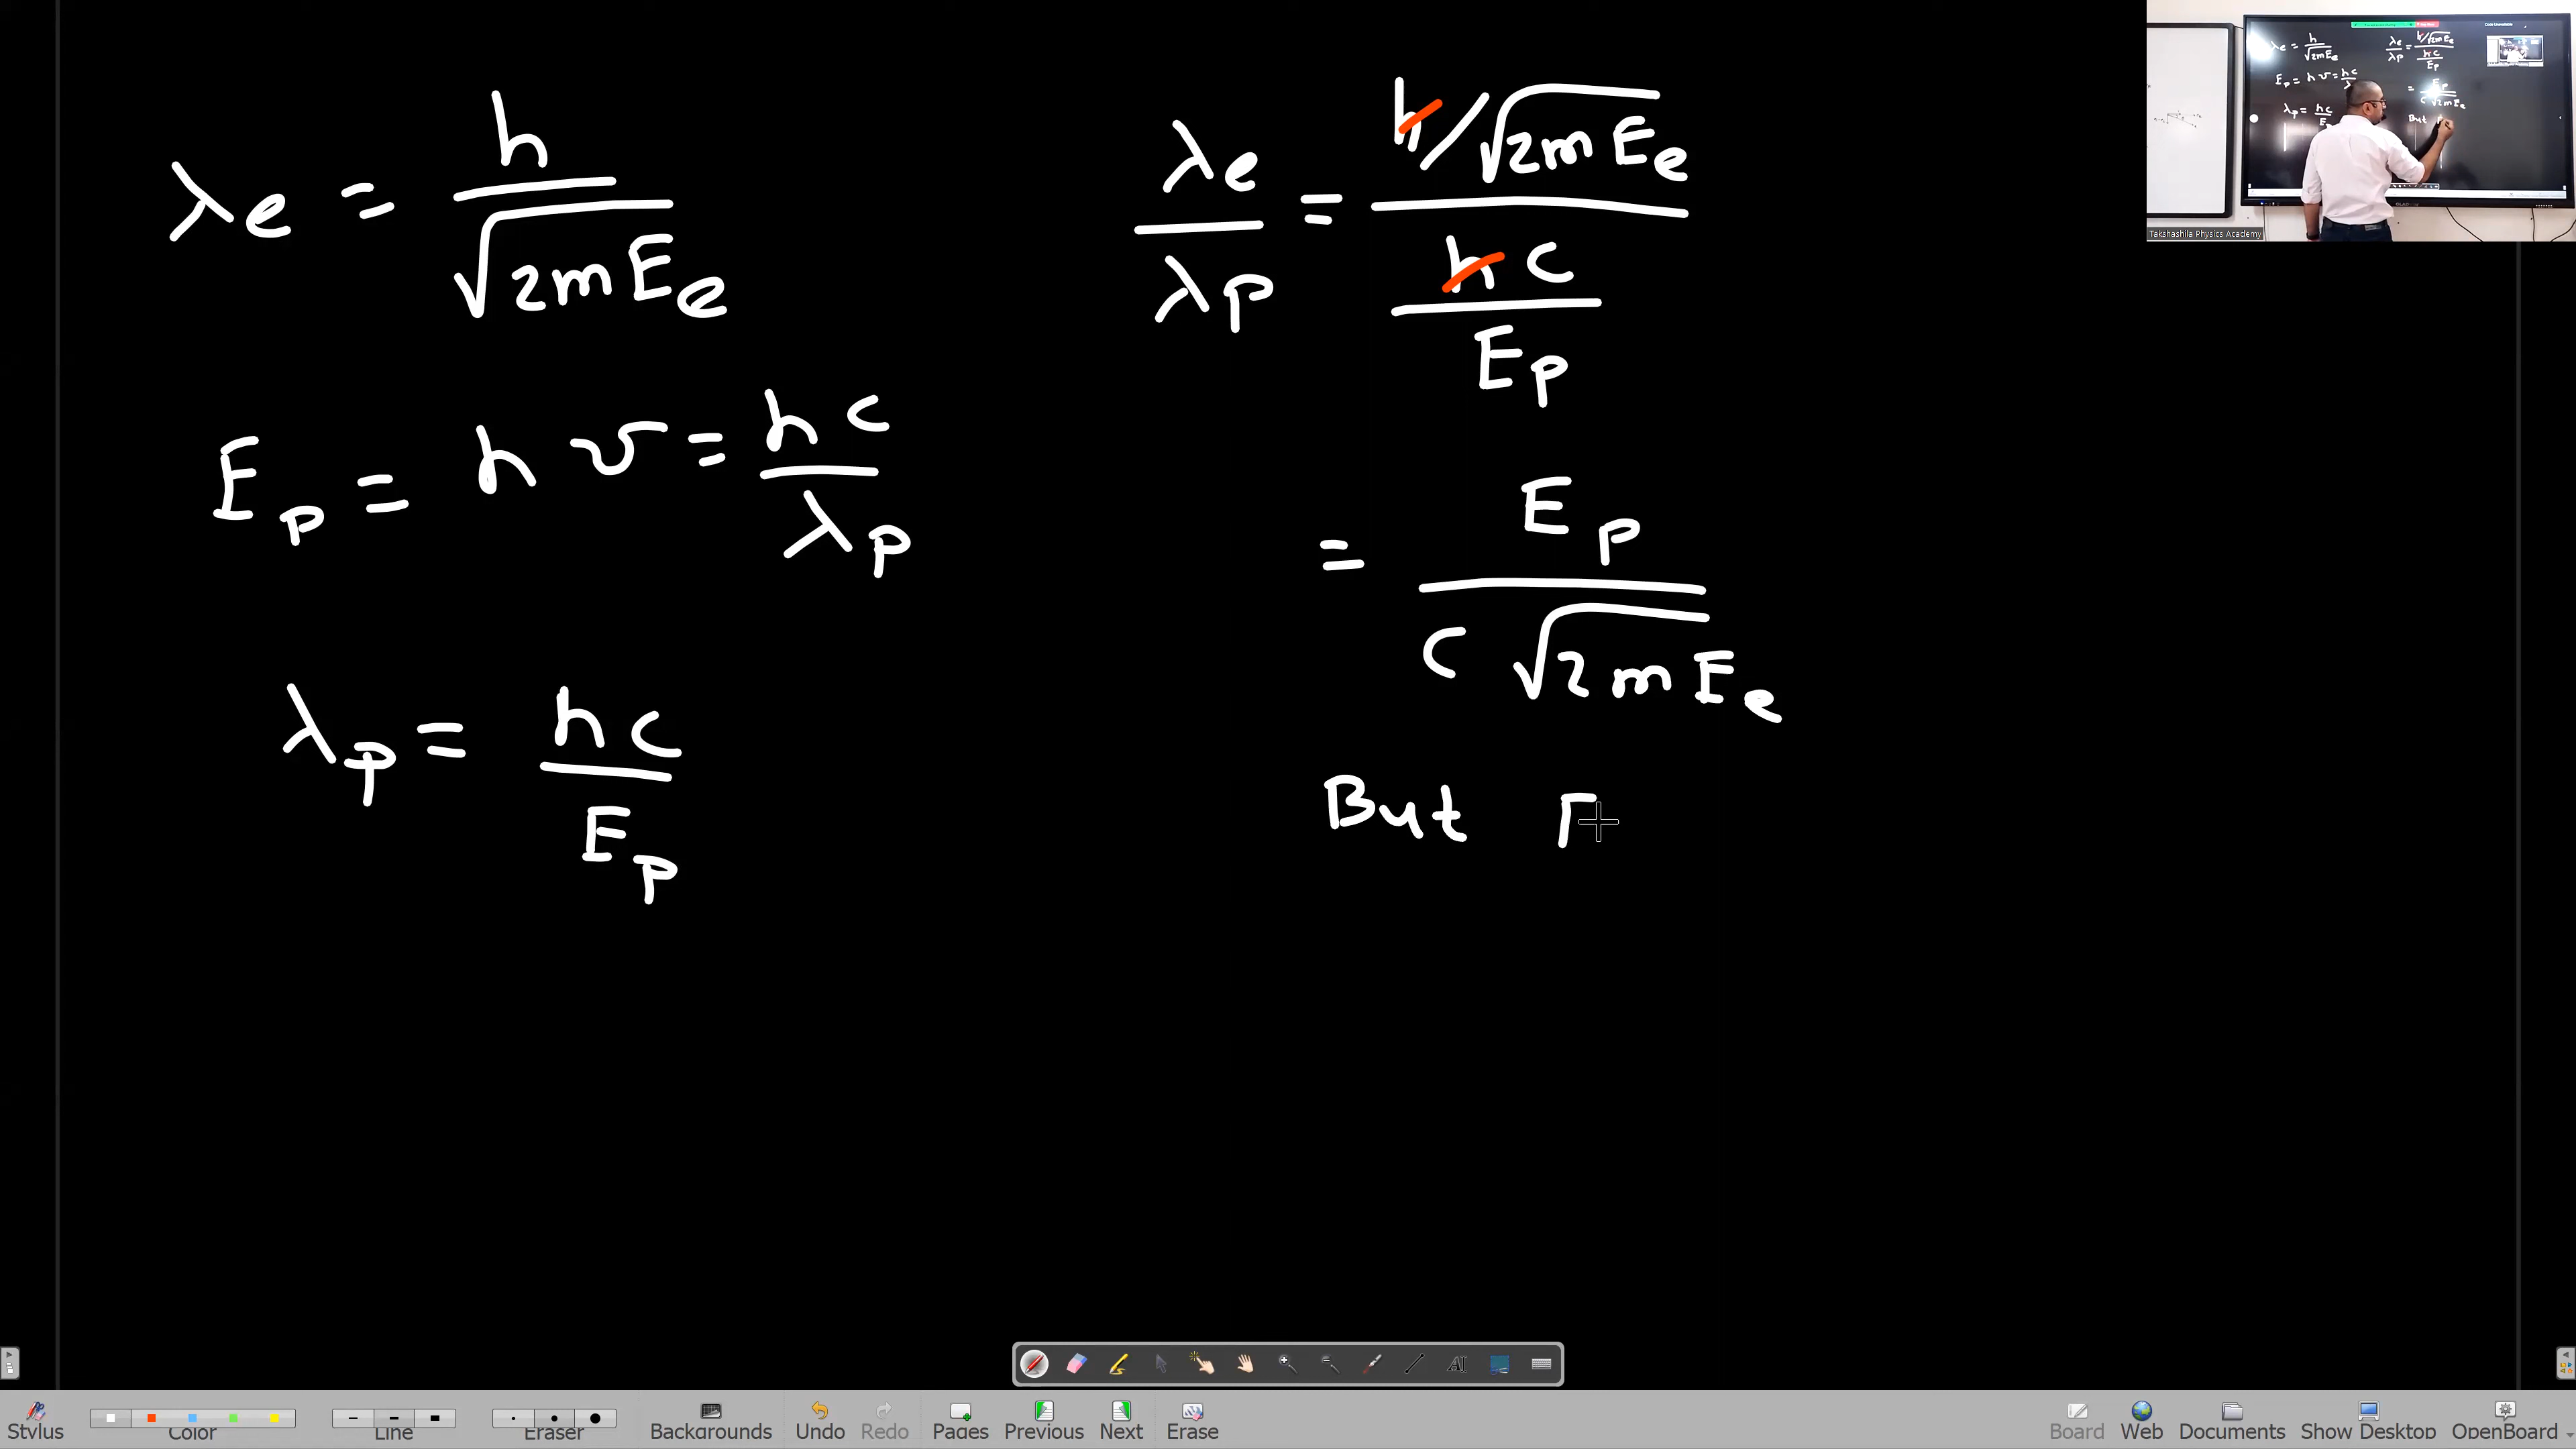 λe = h / √2mEe
Ep = hν = hc / λp
λp = hc / Ep
λe / λp = h/√2mEe / hc / Ep
= Ep / c √2mEe
But
Takshashila Physics Academy
Stylus Color Line Eraser Backgrounds Undo Redo Pages Previous Next Erase Board Web Documents Show Desktop OpenBoard